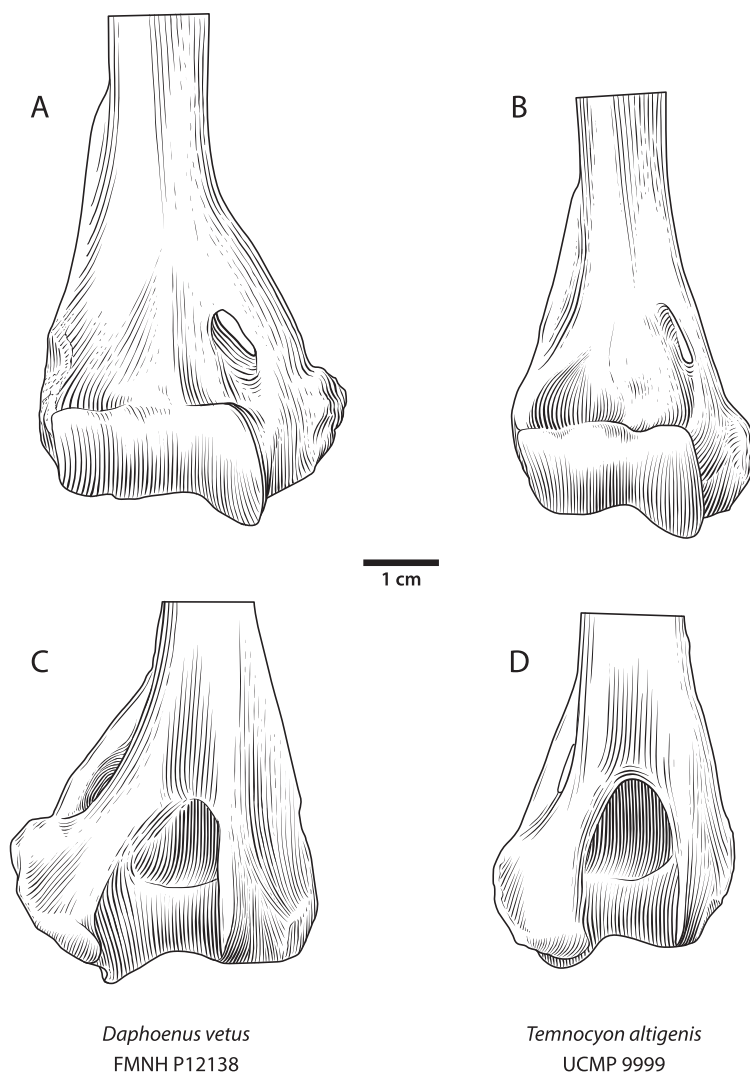 A
B
1 cm
C
D
Daphoenus vetus
FMNH P12138
Temnocyon altigenis
UCMP 9999